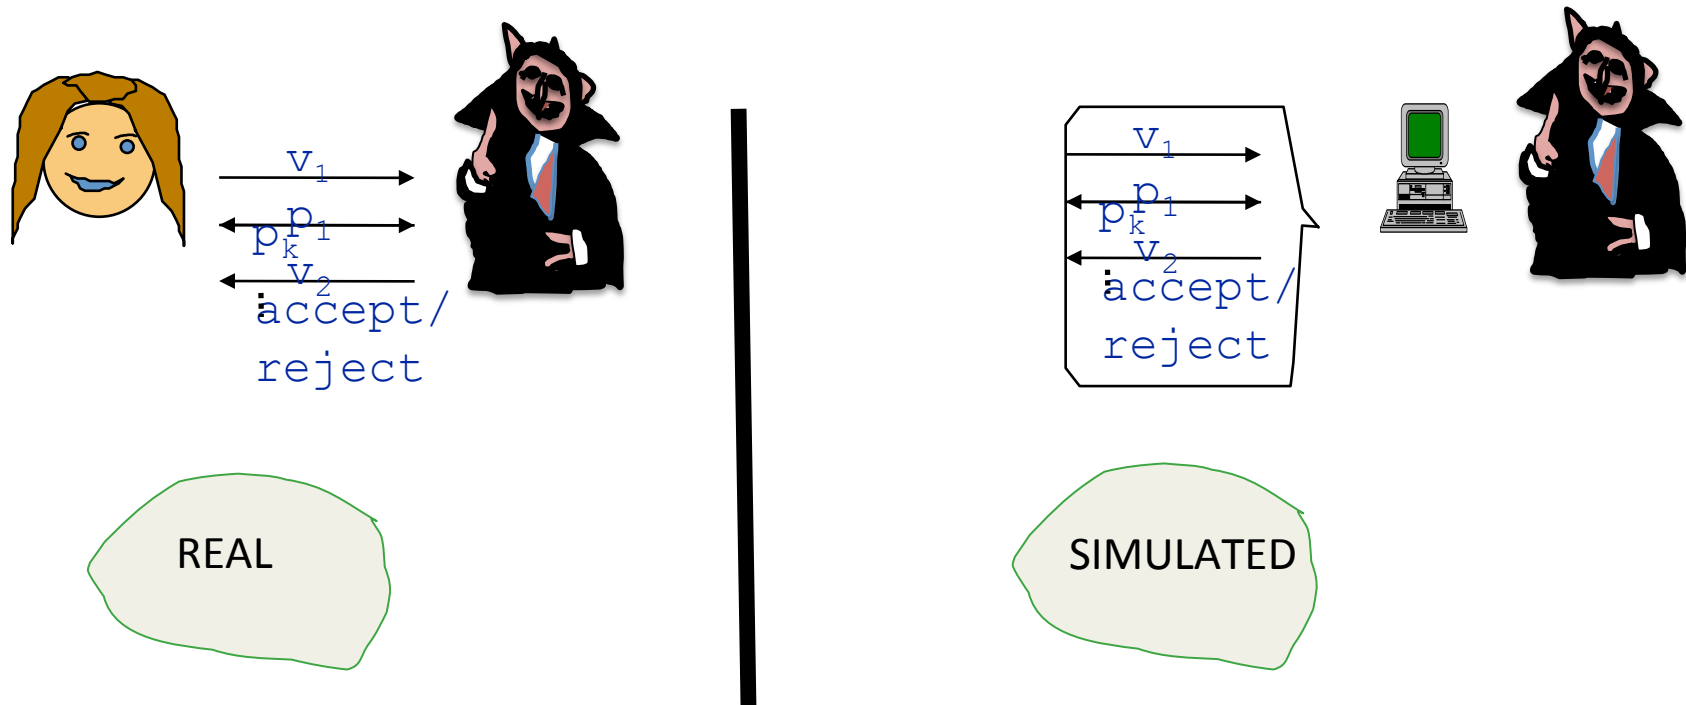 v₁
p₁
pₖ
v₂
⋮
accept/
reject
REAL
v₁
p₁
pₖ
v₂
⋮
accept/
reject
SIMULATED